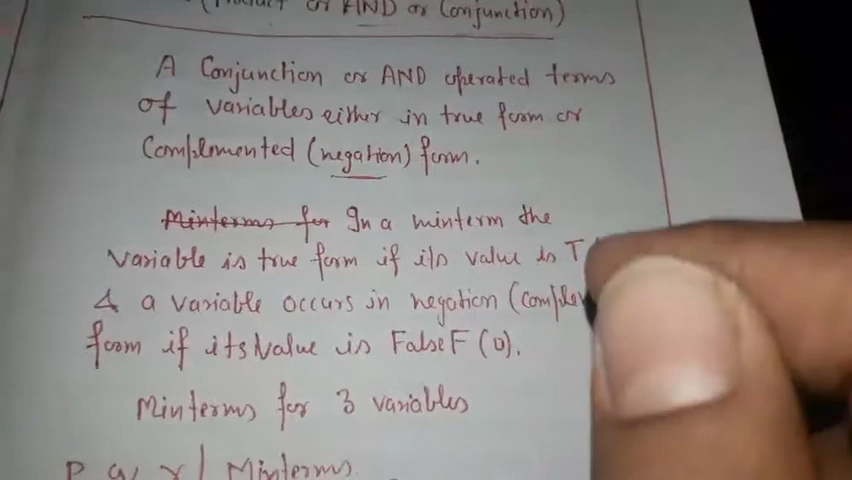 (Product or AND or Conjunction)
A Conjunction or AND operated terms
of variables either in true form or
Complemented (negation) form.
Minterms for In a minterm the
variable is true form if its value is T
& a variable occurs in negation (comple
form if its value is False F (0).
Minterms for 3 variables
P q r | Minterms